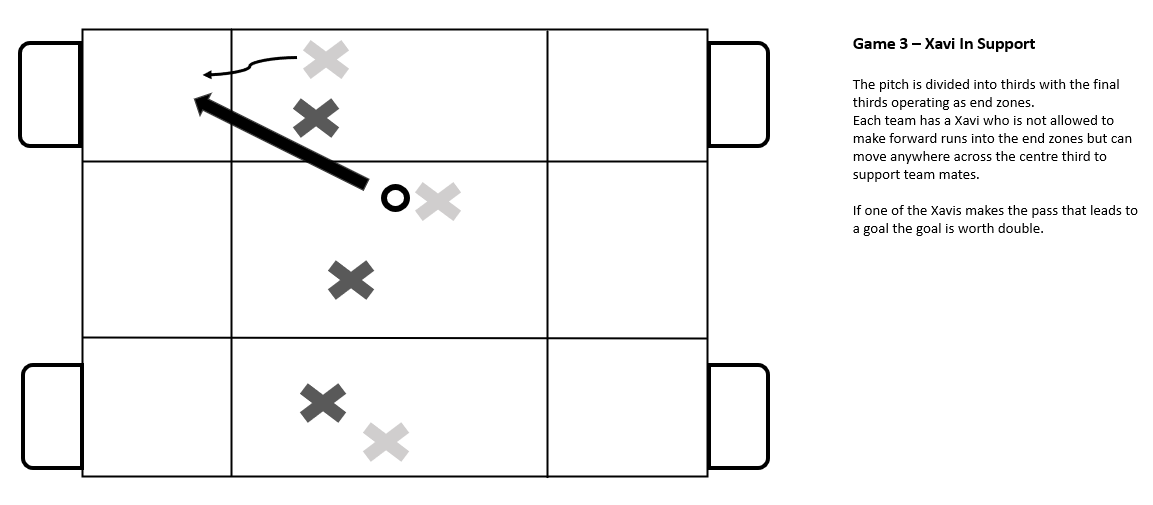 Game 3 – Xavi In Support
The pitch is divided into thirds with the final
thirds operating as end zones.
Each team has a Xavi who is not allowed to
make forward runs into the end zones but can
move anywhere across the centre third to
support team mates.
If one of the Xavis makes the pass that leads to
a goal the goal is worth double.